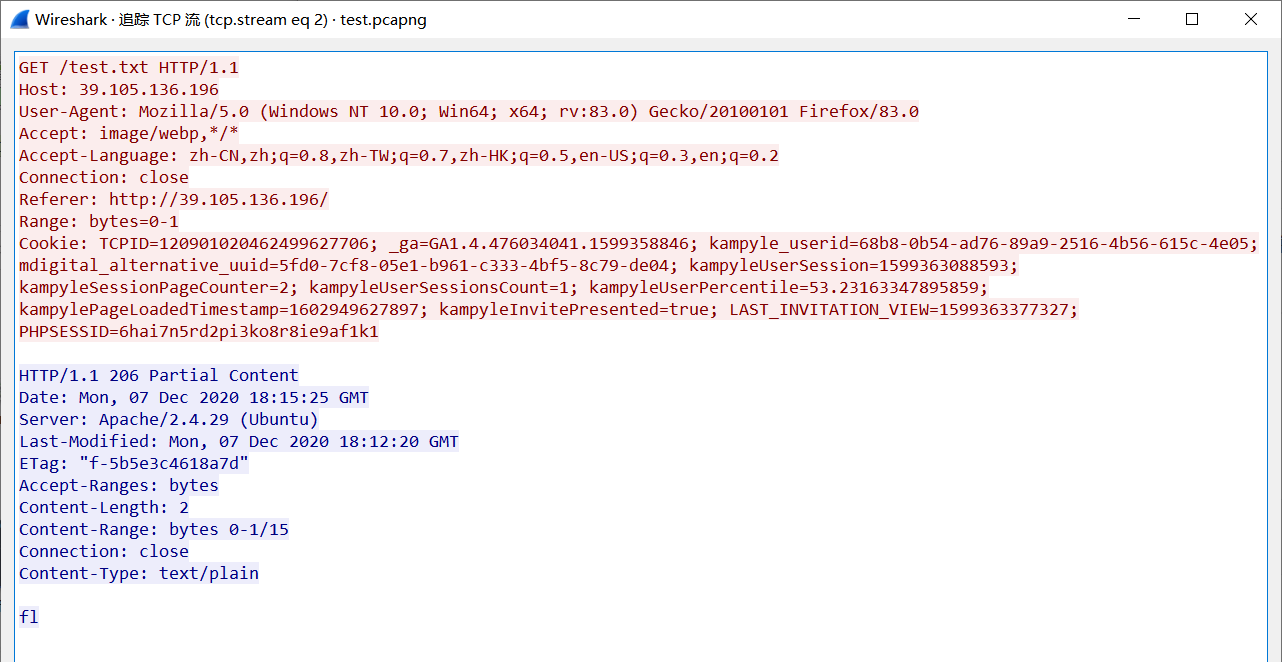 Wireshark · 追踪 TCP 流 (tcp.stream eq 2) · test.pcapng
GET /test.txt HTTP/1.1
Host: 39.105.136.196
User-Agent: Mozilla/5.0 (Windows NT 10.0; Win64; x64; rv:83.0) Gecko/20100101 Firefox/83.0
Accept: image/webp,*/*
Accept-Language: zh-CN,zh;q=0.8,zh-TW;q=0.7,zh-HK;q=0.5,en-US;q=0.3,en;q=0.2
Connection: close
Referer: http://39.105.136.196/
Range: bytes=0-1
Cookie: TCPID=120901020462499627706; _ga=GA1.4.476034041.1599358846; kampyle_userid=68b8-0b54-ad76-89a9-2516-4b56-615c-4e05;
mdigital_alternative_uuid=5fd0-7cf8-05e1-b961-c333-4bf5-8c79-de04; kampyleUserSession=1599363088593;
kampyleSessionPageCounter=2; kampyleUserSessionsCount=1; kampyleUserPercentile=53.23163347895859;
kampylePageLoadedTimestamp=1602949627897; kampyleInvitePresented=true; LAST_INVITATION_VIEW=1599363377327;
PHPSESSID=6hai7n5rd2pi3ko8r8ie9af1k1
HTTP/1.1 206 Partial Content
Date: Mon, 07 Dec 2020 18:15:25 GMT
Server: Apache/2.4.29 (Ubuntu)
Last-Modified: Mon, 07 Dec 2020 18:12:20 GMT
ETag: "f-5b5e3c4618a7d"
Accept-Ranges: bytes
Content-Length: 2
Content-Range: bytes 0-1/15
Connection: close
Content-Type: text/plain
fl